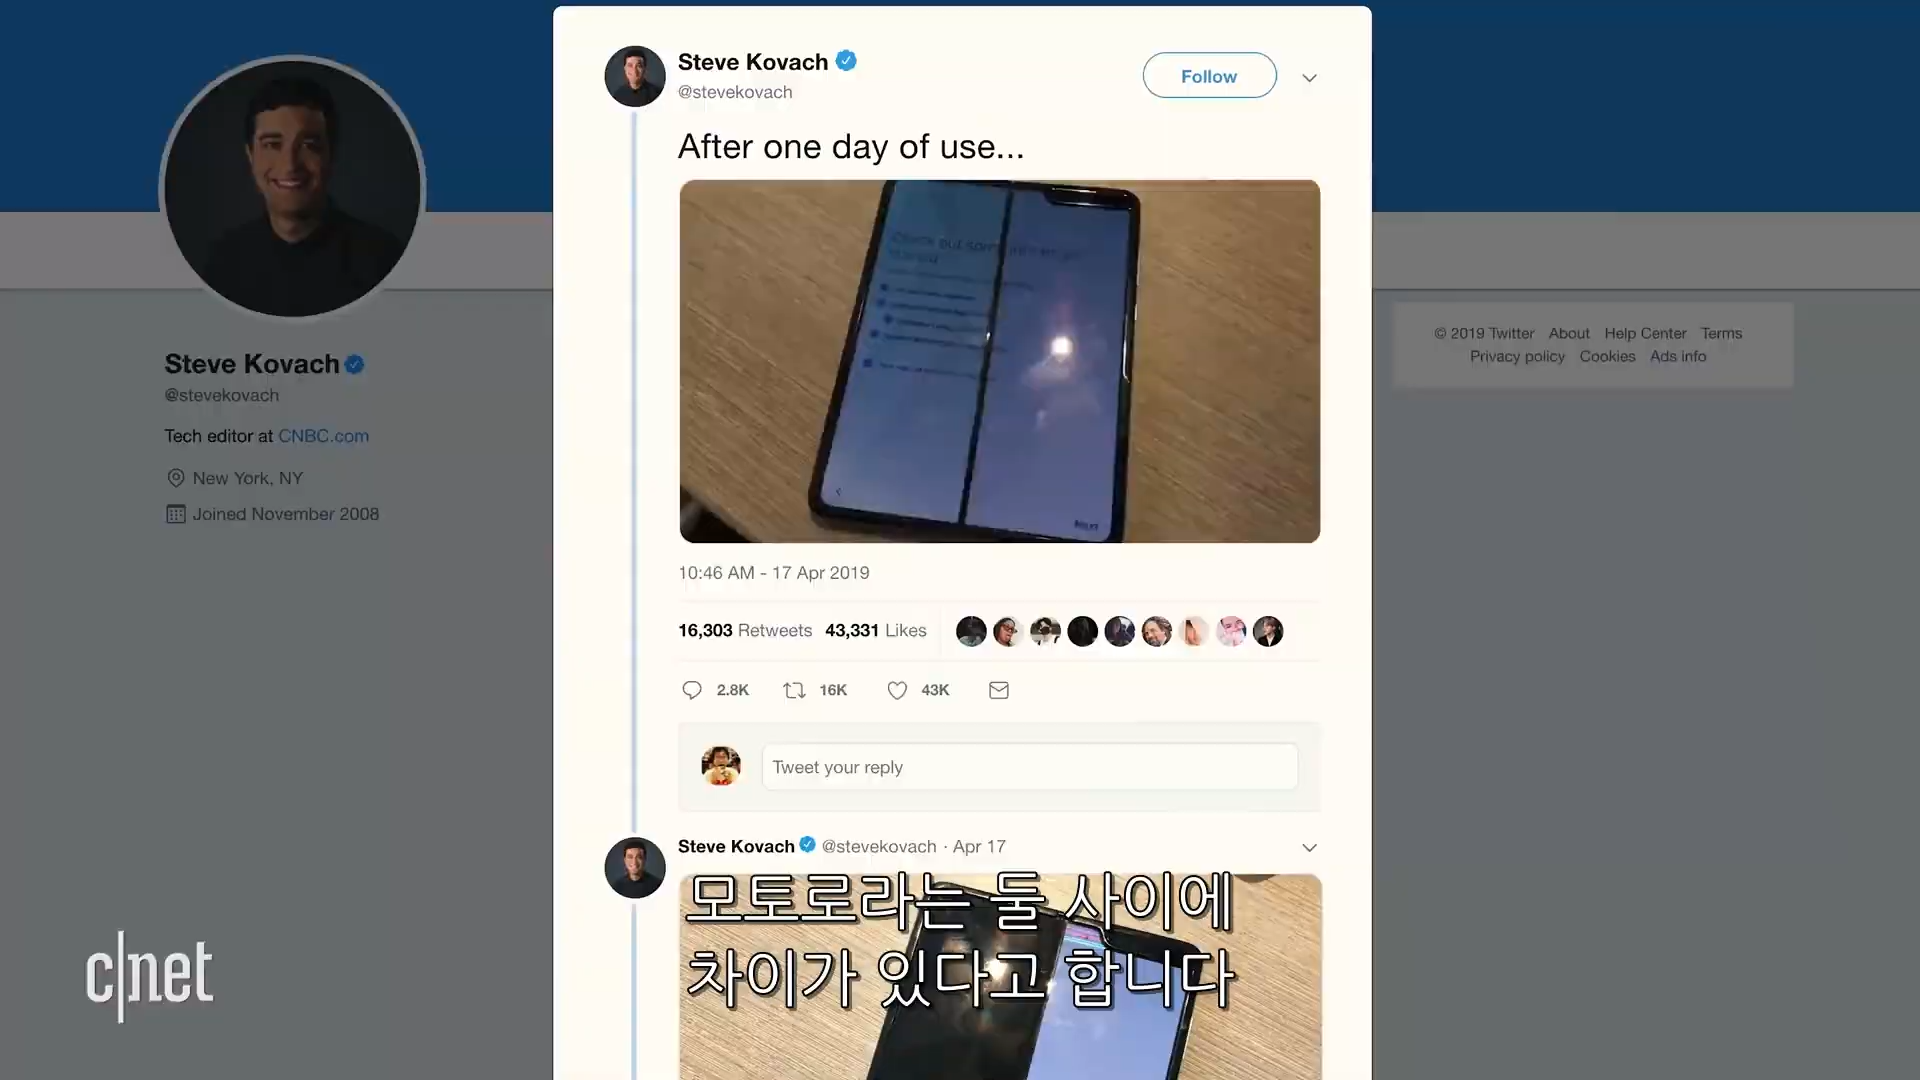 Steve Kovach
@stevekovach
Follow
After one day of use...
10:46 AM - 17 Apr 2019
16,303 Retweets 43,331 Likes
2.8K 16K 43K
Tweet your reply
Steve Kovach @stevekovach · Apr 17
모토로라는 둘 사이에
차이가 있다고 합니다
Steve Kovach
@stevekovach
Tech editor at CNBC.com
New York, NY
Joined November 2008
© 2019 Twitter About Help Center Terms
Privacy policy Cookies Ads info
c|net